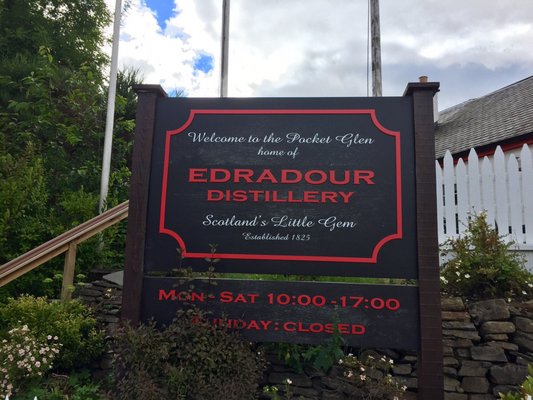 Welcome to the Pocket Glen
home of
EDRADOUR
DISTILLERY
Scotland's Little Gem
Established 1825
MON - SAT 10:00 - 17:00
SUNDAY: CLOSED